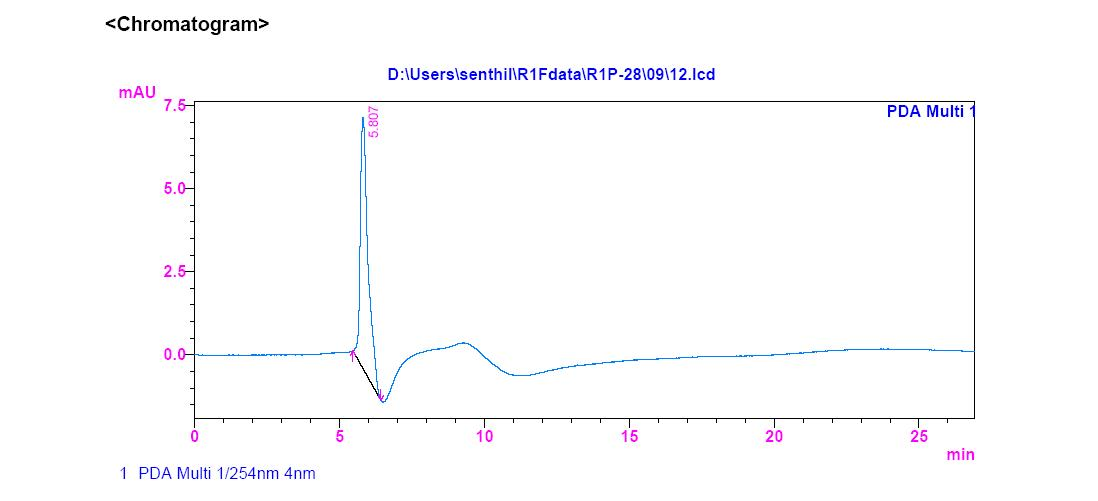 <Chromatogram>
D:\Users\senthil\R1Fdata\R1P-28\09\12.lcd
mAU
7.5
PDA Multi 1
5.807
5.0
2.5
0.0
0 5 10 15 20 25
min
1 PDA Multi 1/254nm 4nm